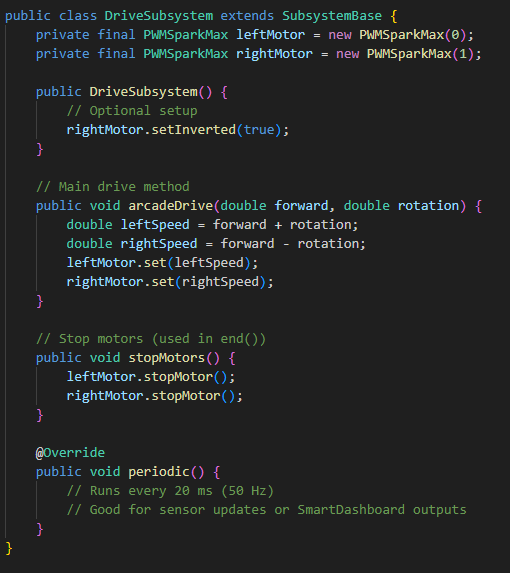 public class DriveSubsystem extends SubsystemBase {
    private final PWMSparkMax leftMotor = new PWMSparkMax(0);
    private final PWMSparkMax rightMotor = new PWMSparkMax(1);

    public DriveSubsystem() {
        // Optional setup
        rightMotor.setInverted(true);
    }

    // Main drive method
    public void arcadeDrive(double forward, double rotation) {
        double leftSpeed = forward + rotation;
        double rightSpeed = forward - rotation;
        leftMotor.set(leftSpeed);
        rightMotor.set(rightSpeed);
    }

    // Stop motors (used in end())
    public void stopMotors() {
        leftMotor.stopMotor();
        rightMotor.stopMotor();
    }

    @Override
    public void periodic() {
        // Runs every 20 ms (50 Hz)
        // Good for sensor updates or SmartDashboard outputs
    }
}